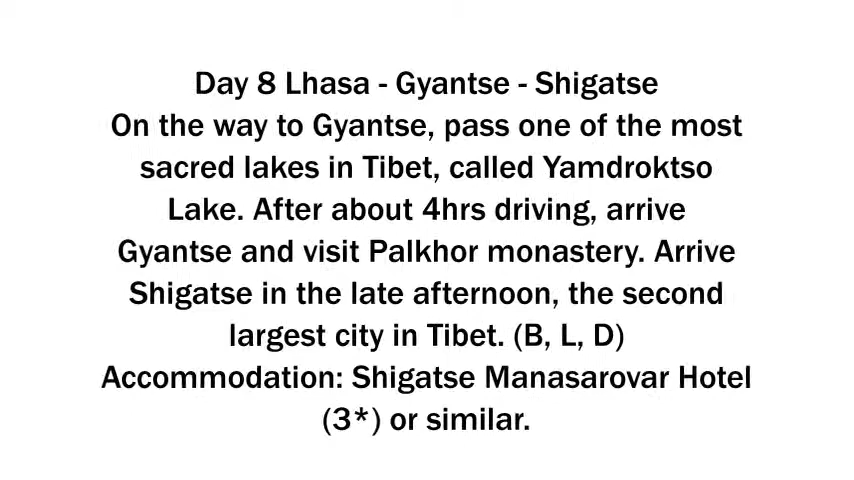 Day 8 Lhasa - Gyantse - Shigatse
On the way to Gyantse, pass one of the most
sacred lakes in Tibet, called Yamdroktso
Lake. After about 4hrs driving, arrive
Gyantse and visit Palkhor monastery. Arrive
Shigatse in the late afternoon, the second
largest city in Tibet. (B, L, D)
Accommodation: Shigatse Manasarovar Hotel
(3*) or similar.